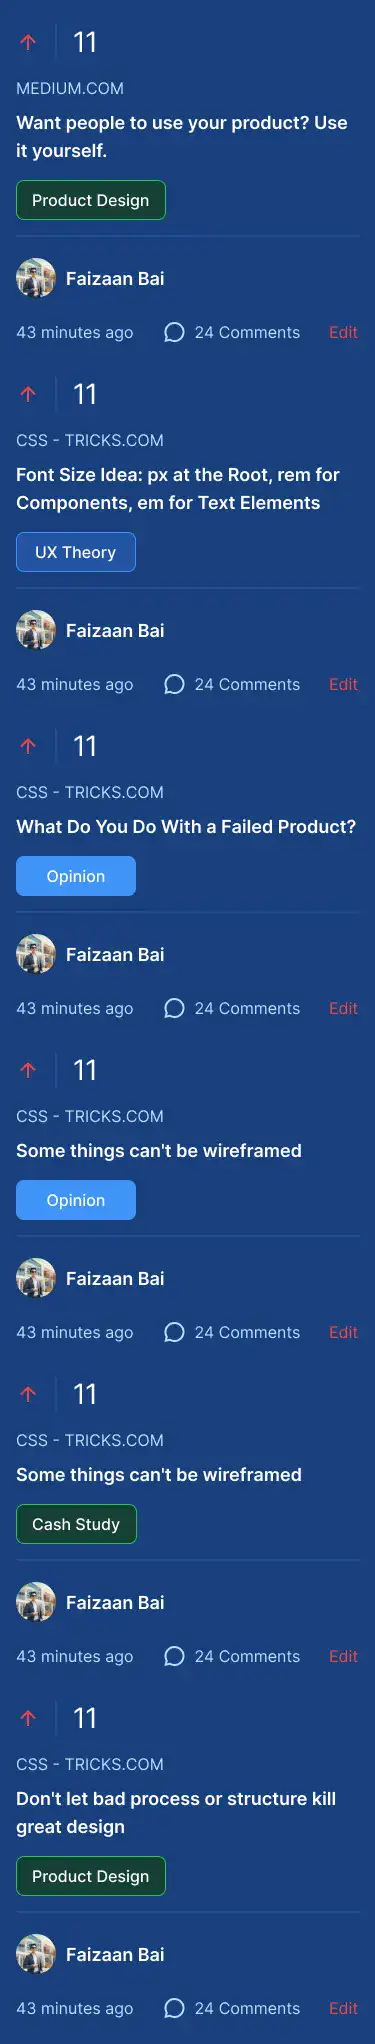 11
MEDIUM.COM
Want people to use your product? Use
it yourself.
Product Design
Faizaan Bai
43 minutes ago 24 Comments Edit
11
CSS - TRICKS.COM
Font Size Idea: px at the Root, rem for
Components, em for Text Elements
UX Theory
Faizaan Bai
43 minutes ago 24 Comments Edit
11
CSS - TRICKS.COM
What Do You Do With a Failed Product?
Opinion
Faizaan Bai
43 minutes ago 24 Comments Edit
11
CSS - TRICKS.COM
Some things can't be wireframed
Opinion
Faizaan Bai
43 minutes ago 24 Comments Edit
11
CSS - TRICKS.COM
Some things can't be wireframed
Cash Study
Faizaan Bai
43 minutes ago 24 Comments Edit
11
CSS - TRICKS.COM
Don't let bad process or structure kill
great design
Product Design
Faizaan Bai
43 minutes ago 24 Comments Edit